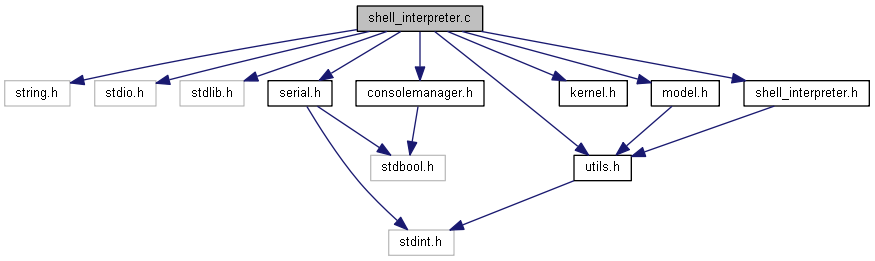 shell_interpreter.c
string.h
stdio.h
stdlib.h
serial.h
consolemanager.h
kernel.h
model.h
shell_interpreter.h
stdbool.h
utils.h
stdint.h